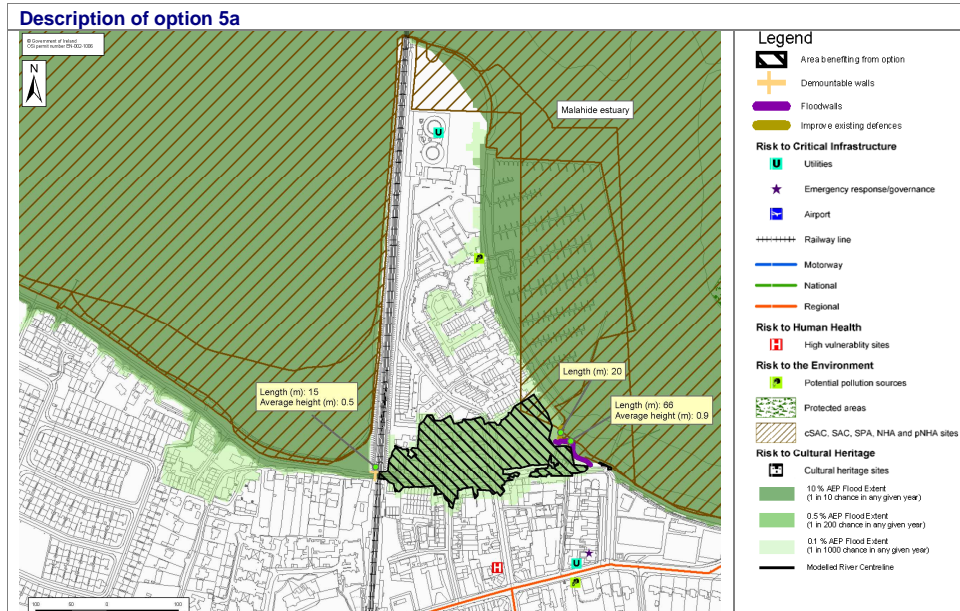 Description of option 5a
© Government of Ireland
OSi permit number EN-002-1006
N
Malahide estuary
U
P
Length (m): 20
Length (m): 15
Average height (m): 0.5
Length (m): 66
Average height (m): 0.9
H
U
P
100 50 0 100
Legend
Area benefiting from option
Demountable walls
Floodwalls
Improve existing defences
Risk to Critical Infrastructure
U Utilities
Emergency response/governance
Airport
Railway line
Motorway
National
Regional
Risk to Human Health
H High vulnerablity sites
Risk to the Environment
P Potential pollution sources
Protected areas
cSAC, SAC, SPA, NHA and pNHA sites
Risk to Cultural Heritage
Cultural heritage sites
10 % AEP Flood Extent
(1 in 10 chance in any given year)
0.5 % AEP Flood Extent
(1 in 200 chance in any given year)
0.1 % AEP Flood Extent
(1 in 1000 chance in any given year)
Modelled River Centreline